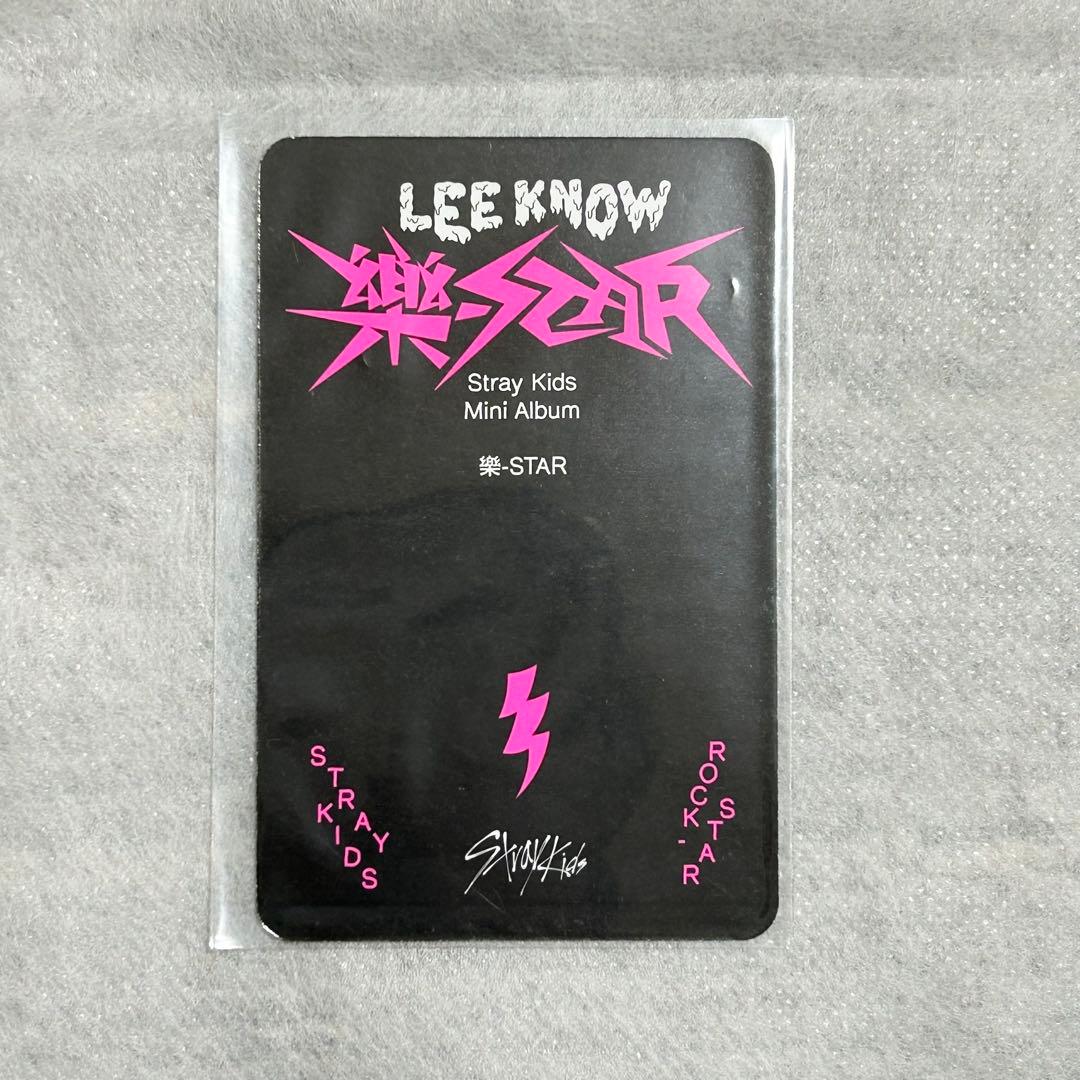 LEE KNOW
樂-STAR
Stray Kids
Mini Album
樂-STAR
STRAY
KIDS
ROCK-
STAR
Stray Kids